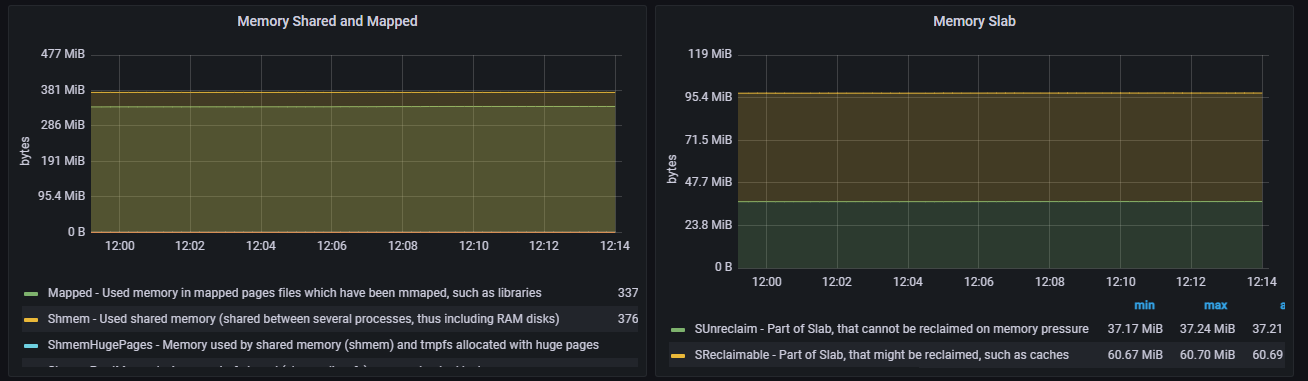 Memory Shared and Mapped
477 MiB
381 MiB
286 MiB
191 MiB
95.4 MiB
0 B
bytes
12:00 12:02 12:04 12:06 12:08 12:10 12:12 12:14
Mapped - Used memory in mapped pages files which have been mmaped, such as libraries 337
Shmem - Used shared memory (shared between several processes, thus including RAM disks) 376
ShmemHugePages - Memory used by shared memory (shmem) and tmpfs allocated with huge pages
Memory Slab
119 MiB
95.4 MiB
71.5 MiB
47.7 MiB
23.8 MiB
0 B
bytes
12:00 12:02 12:04 12:06 12:08 12:10 12:12 12:14
min max a
SUnreclaim - Part of Slab, that cannot be reclaimed on memory pressure 37.17 MiB 37.24 MiB 37.21
SReclaimable - Part of Slab, that might be reclaimed, such as caches 60.67 MiB 60.70 MiB 60.69